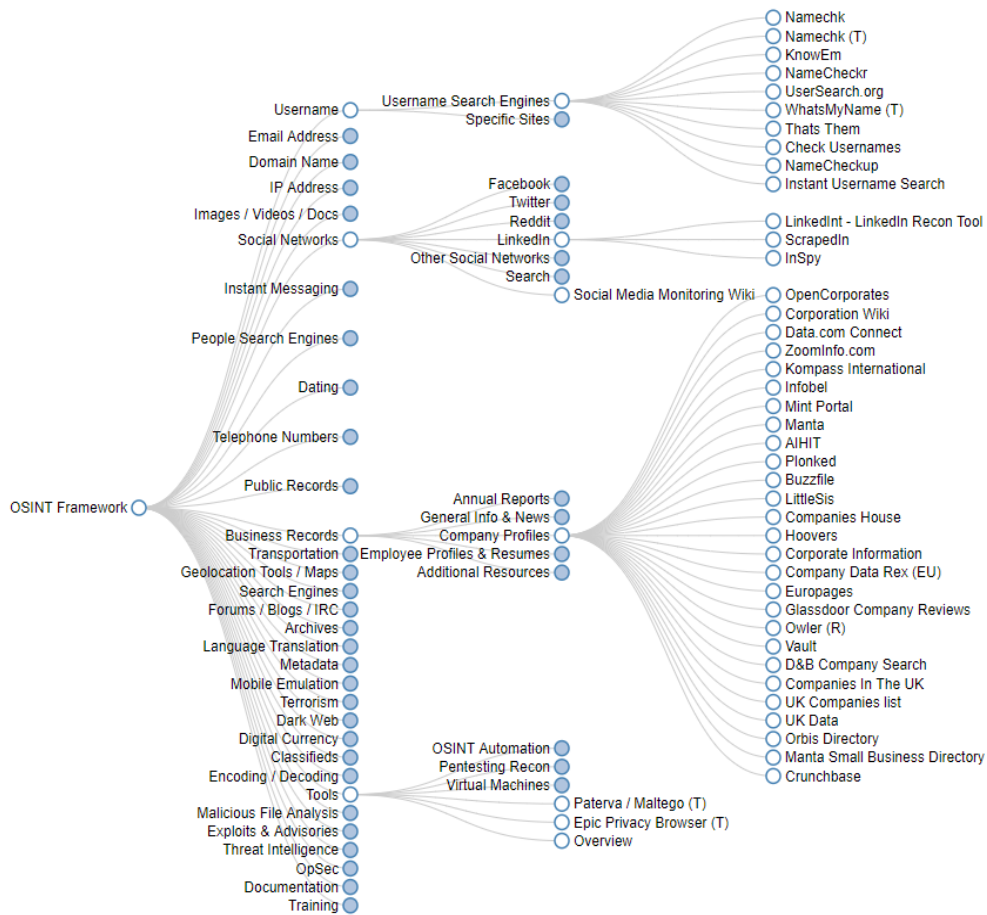 OSINT Framework
Username
Username Search Engines
Namechk
Namechk (T)
KnowEm
NameCheckr
UserSearch.org
WhatsMyName (T)
Thats Them
Check Usernames
NameCheckup
Instant Username Search
Specific Sites
Email Address
Domain Name
IP Address
Images / Videos / Docs
Social Networks
Facebook
Twitter
Reddit
LinkedIn
LinkedInt - LinkedIn Recon Tool
ScrapedIn
InSpy
Other Social Networks
Search
Social Media Monitoring Wiki
Instant Messaging
People Search Engines
Dating
Telephone Numbers
Public Records
Business Records
Annual Reports
General Info & News
Company Profiles
OpenCorporates
Corporation Wiki
Data.com Connect
ZoomInfo.com
Kompass International
Infobel
Mint Portal
Manta
AIHIT
Plonked
Buzzfile
LittleSis
Companies House
Hoovers
Corporate Information
Company Data Rex (EU)
Europages
Glassdoor Company Reviews
Owler (R)
Vault
D&B Company Search
Companies In The UK
UK Companies list
UK Data
Orbis Directory
Manta Small Business Directory
Crunchbase
Employee Profiles & Resumes
Additional Resources
Transportation
Geolocation Tools / Maps
Search Engines
Forums / Blogs / IRC
Archives
Language Translation
Metadata
Mobile Emulation
Terrorism
Dark Web
Digital Currency
Classifieds
Encoding / Decoding
Tools
OSINT Automation
Pentesting Recon
Virtual Machines
Paterva / Maltego (T)
Epic Privacy Browser (T)
Overview
Malicious File Analysis
Exploits & Advisories
Threat Intelligence
OpSec
Documentation
Training